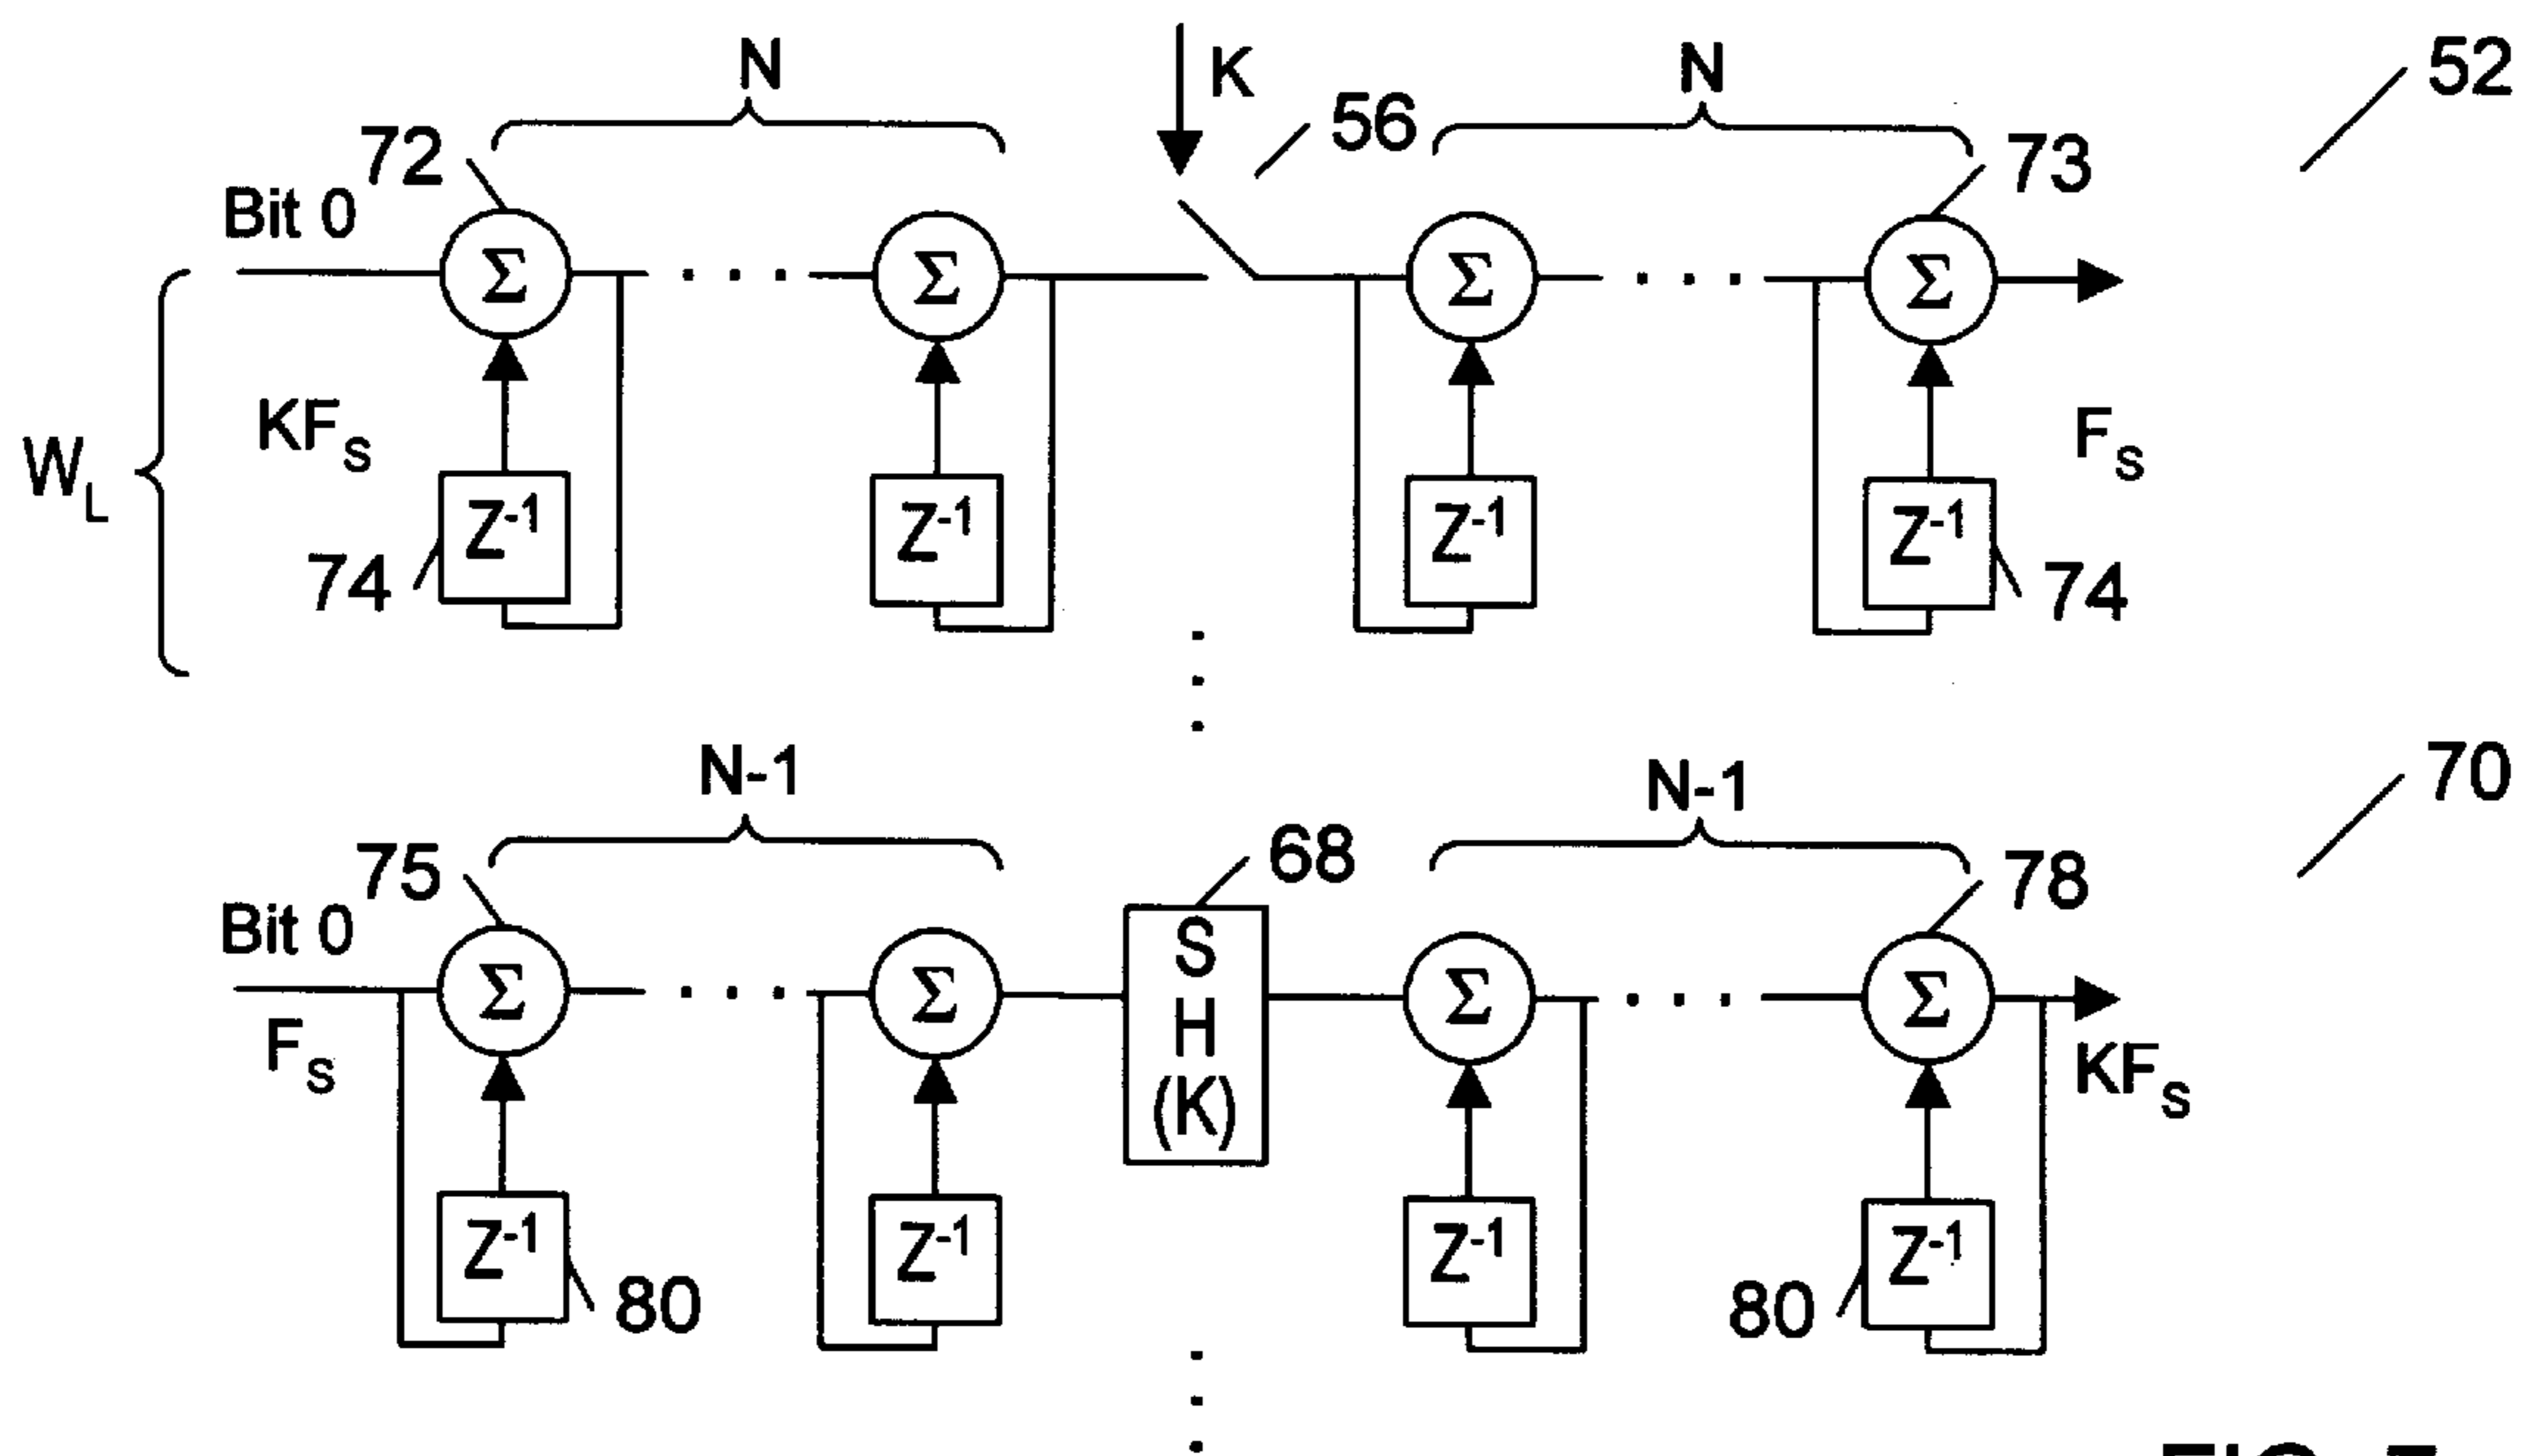 N
K
N
52
72
56
73
Bit 0
Σ
Σ
Σ
Σ
W_L
KF_S
F_S
Z⁻¹
Z⁻¹
Z⁻¹
Z⁻¹
74
74
N-1
N-1
70
75
68
78
Bit 0
Σ
Σ
S
H
(K)
Σ
Σ
F_S
KF_S
Z⁻¹
Z⁻¹
Z⁻¹
Z⁻¹
80
80